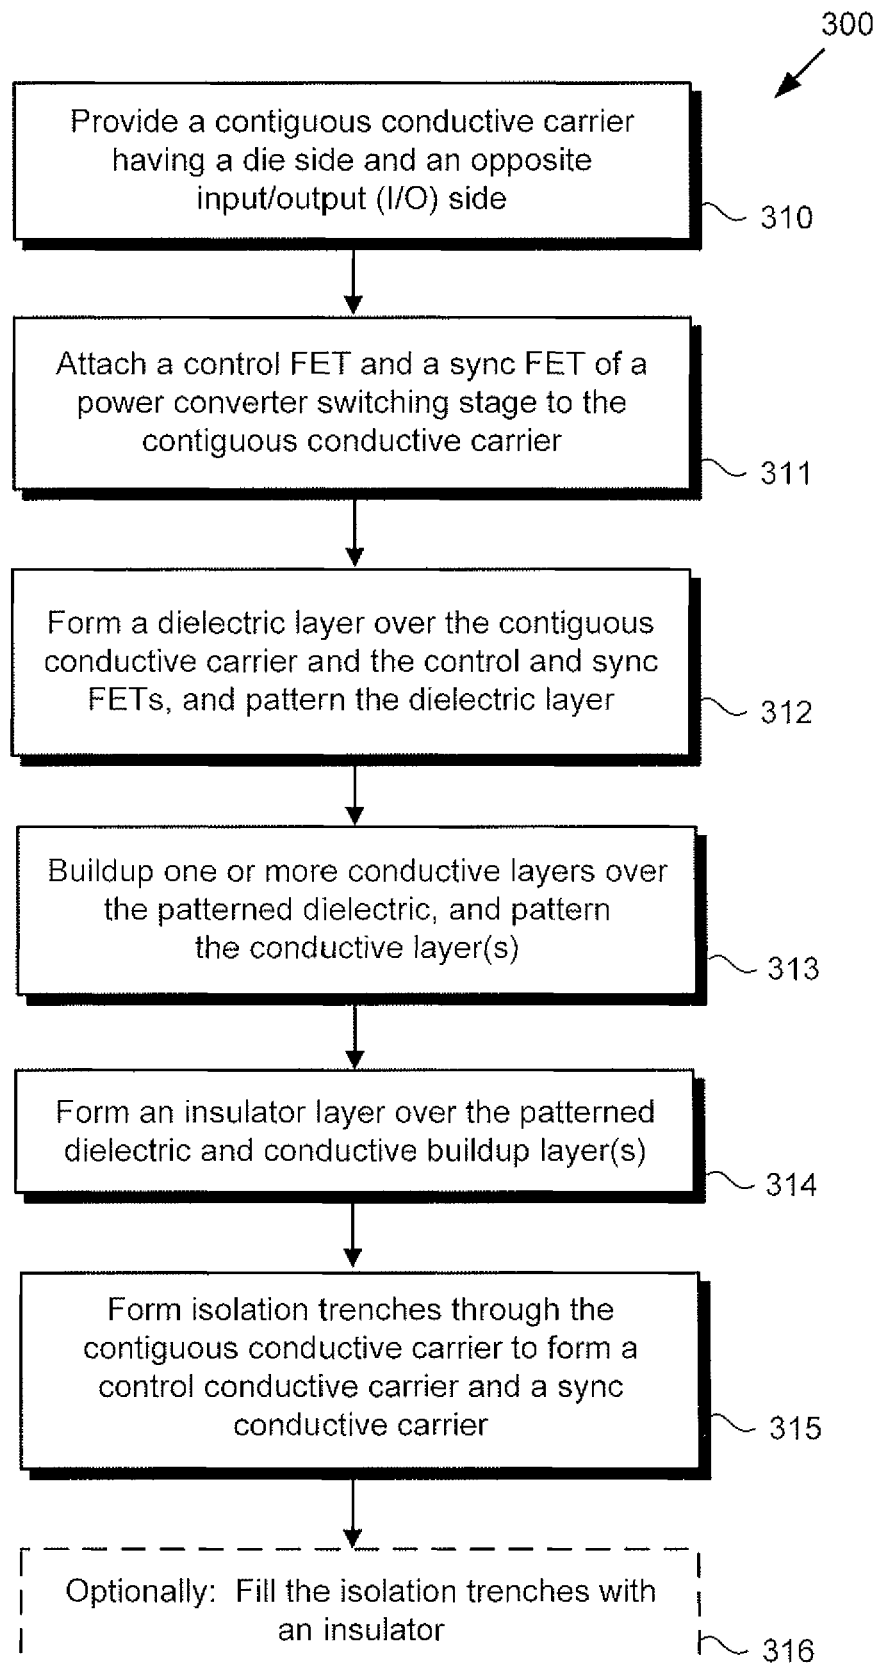 300
Provide a contiguous conductive carrier
having a die side and an opposite
input/output (I/O) side
310
Attach a control FET and a sync FET of a
power converter switching stage to the
contiguous conductive carrier
311
Form a dielectric layer over the contiguous
conductive carrier and the control and sync
FETs, and pattern the dielectric layer
312
Buildup one or more conductive layers over
the patterned dielectric, and pattern
the conductive layer(s)
313
Form an insulator layer over the patterned
dielectric and conductive buildup layer(s)
314
Form isolation trenches through the
contiguous conductive carrier to form a
control conductive carrier and a sync
conductive carrier
315
Optionally: Fill the isolation trenches with
an insulator
316